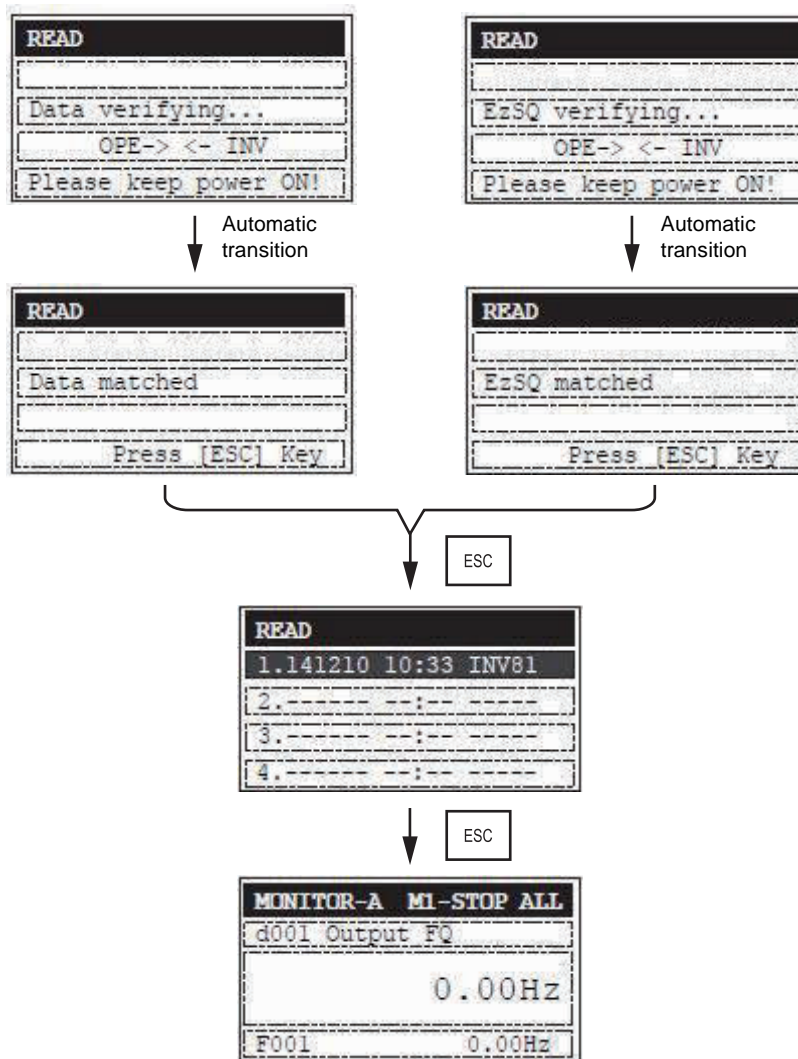 READ
Data verifying...
OPE-> <- INV
Please keep power ON!
READ
EzSQ verifying...
OPE-> <- INV
Please keep power ON!
Automatic
transition
Automatic
transition
READ
Data matched
Press [ESC] Key
READ
EzSQ matched
Press [ESC] Key
ESC
READ
1.141210 10:33 INV81
2.------ --:-- -----
3.------ --:-- -----
4.------ --:-- -----
ESC
MONITOR-A M1-STOP ALL
d001 Output FQ
0.00Hz
F001 0.00Hz